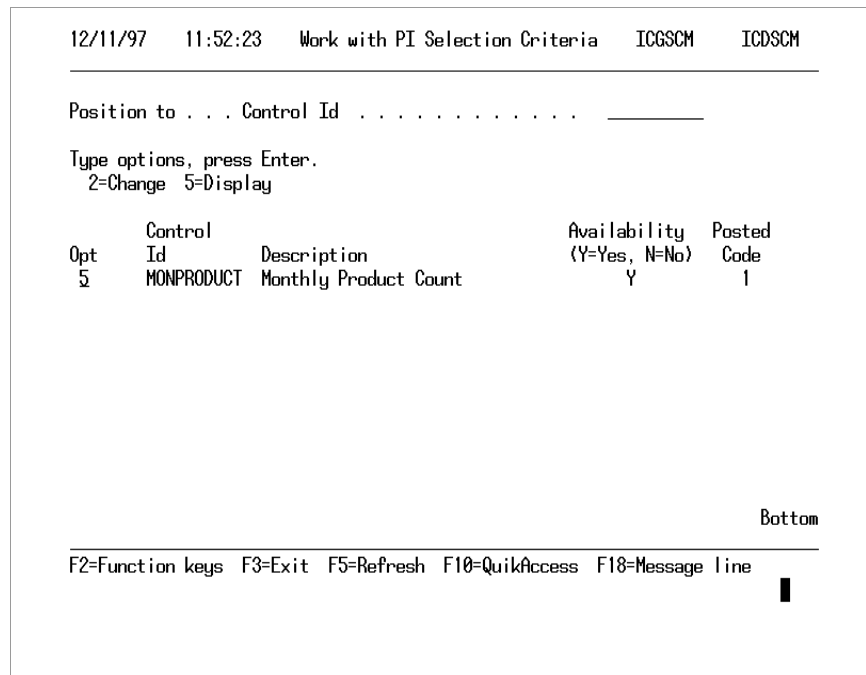 12/11/97 11:52:23 Work with PI Selection Criteria ICGSCM ICDSCM
Position to . . . Control Id . . . . . . . . . . . . _________
Type options, press Enter.
2=Change 5=Display
Control Availability Posted
Opt Id Description (Y=Yes, N=No) Code
5 MONPRODUCT Monthly Product Count Y 1
Bottom
F2=Function keys F3=Exit F5=Refresh F10=QuikAccess F18=Message line